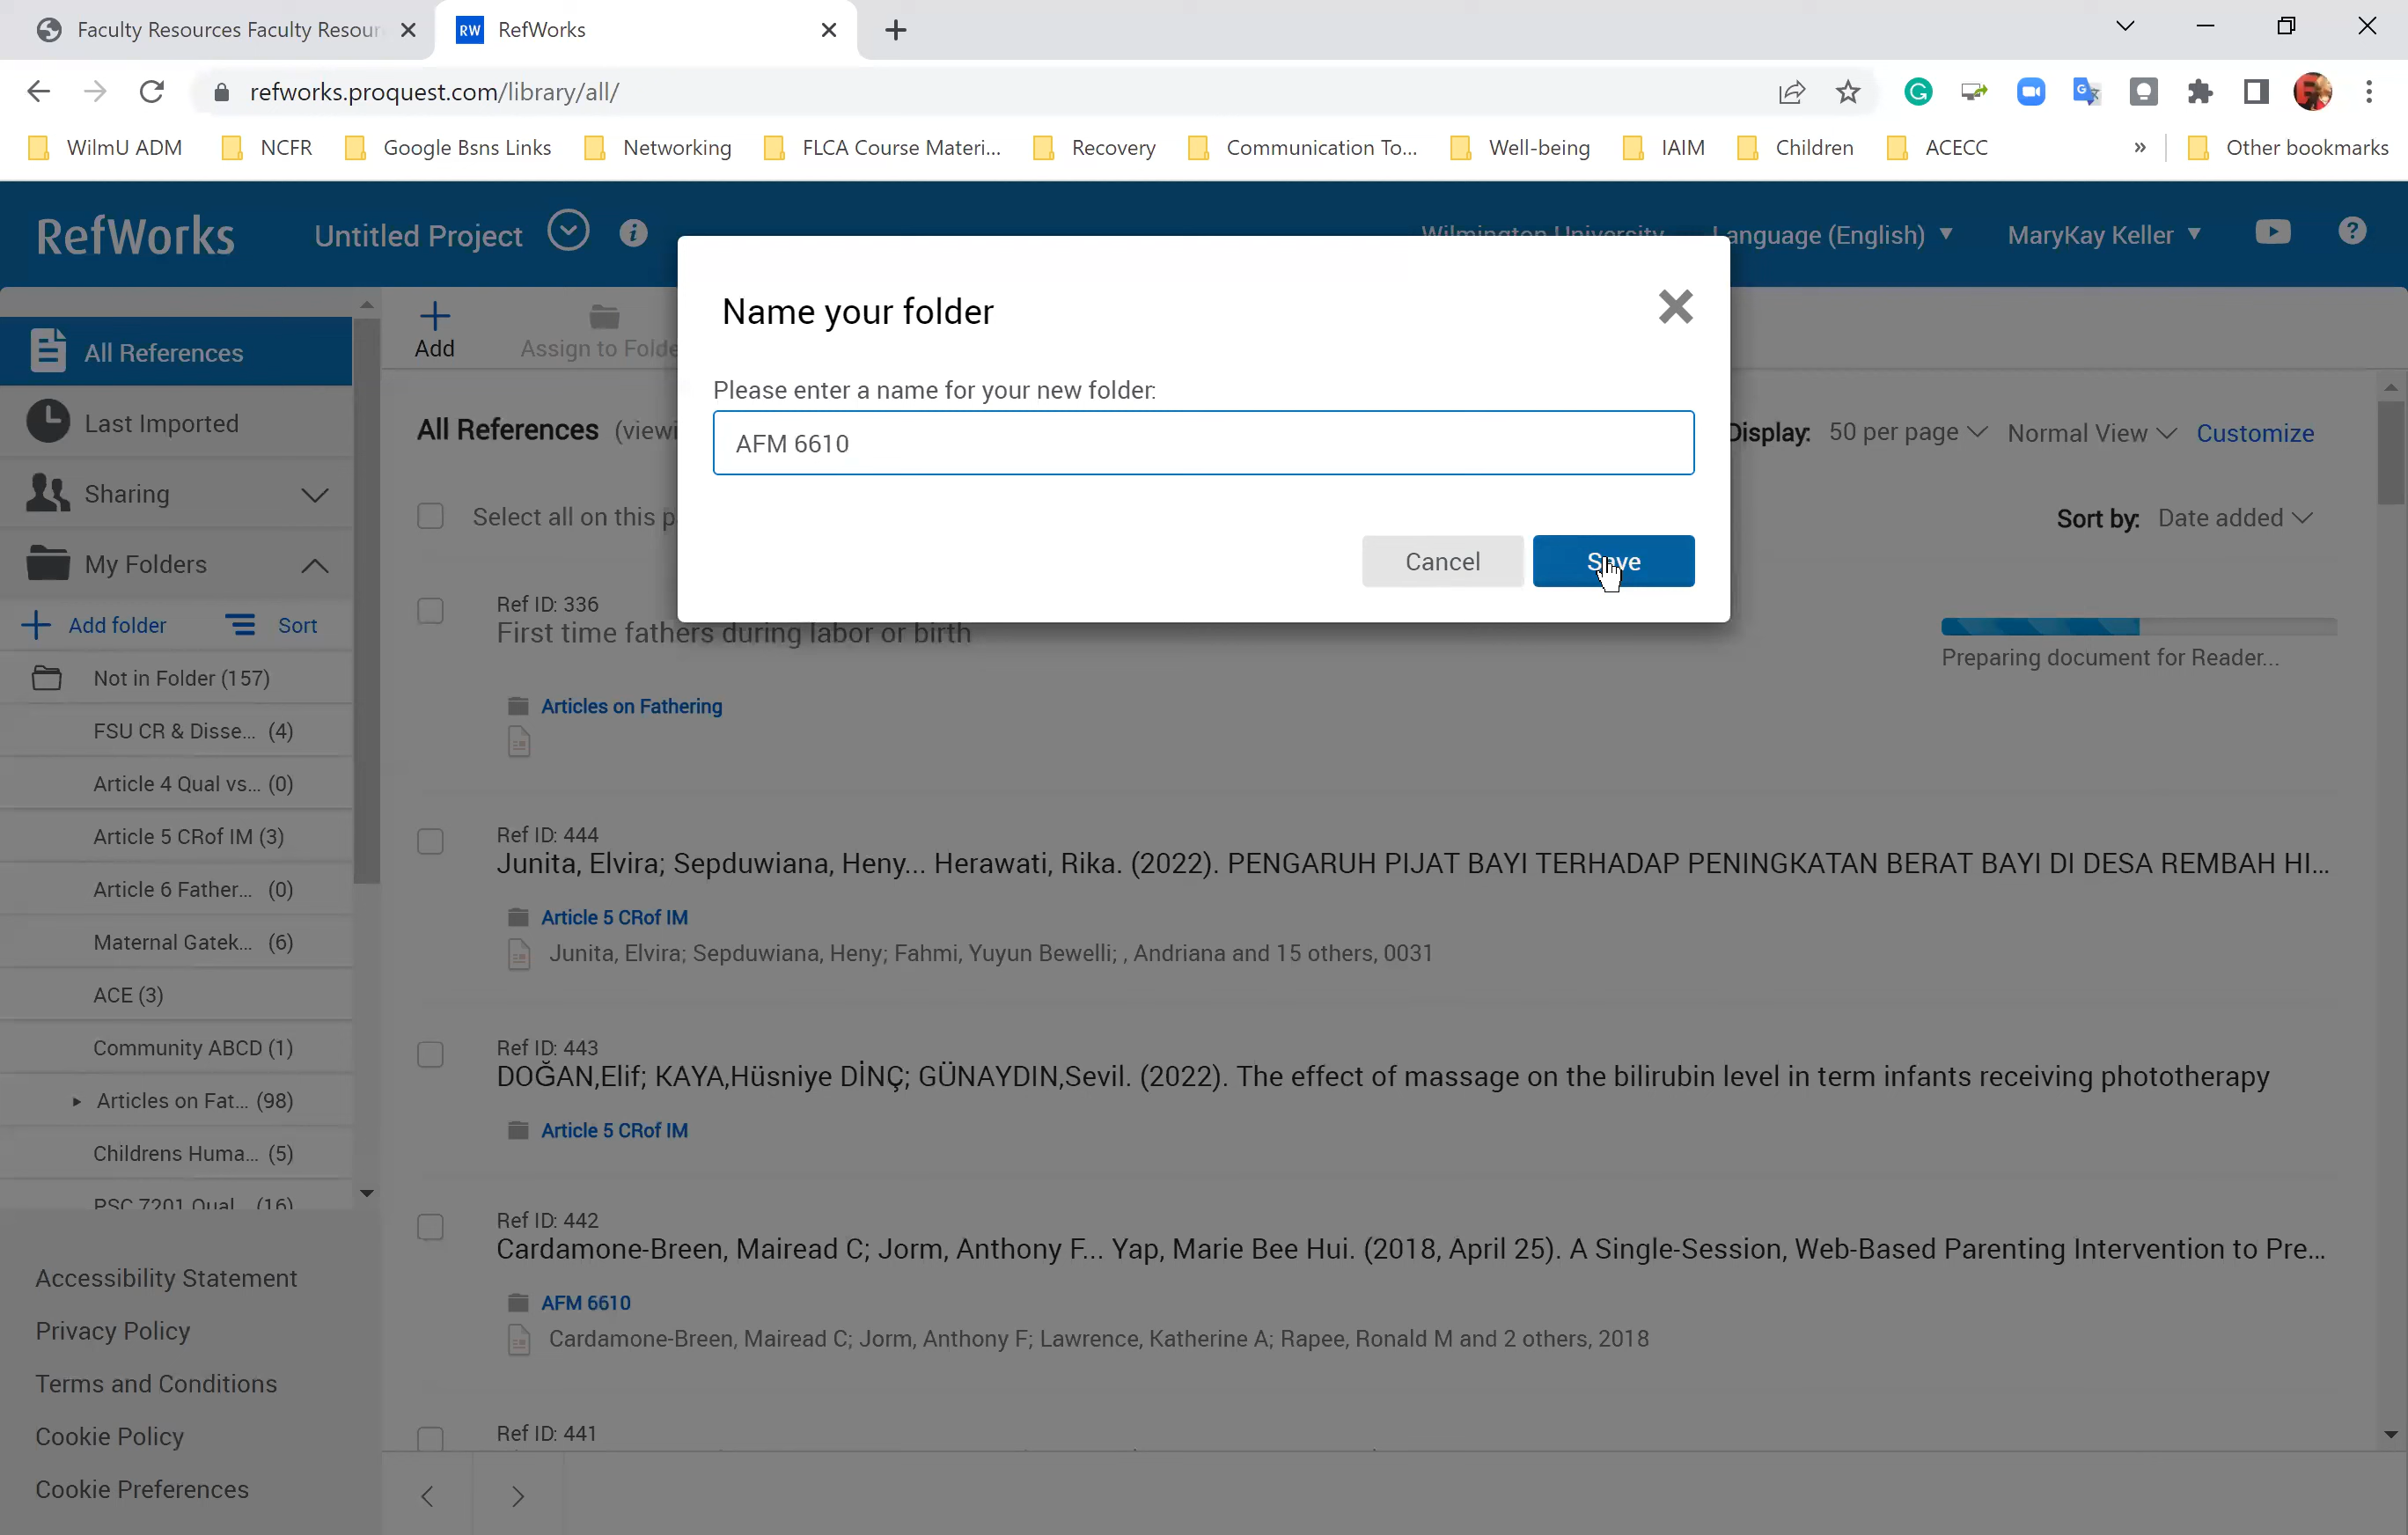 Faculty Resources Faculty Resour
RW RefWorks
refworks.proquest.com/library/all/
WilmU ADM NCFR Google Bsns Links Networking FLCA Course Materi... Recovery Communication To... Well-being IAIM Children ACECC » Other bookmarks
RefWorks Untitled Project Wilmington University Language (English) MaryKay Keller
Name your folder
Please enter a name for your new folder:
AFM 6610
Cancel Save
All References
Last Imported
Sharing
My Folders
Add folder Sort
Not in Folder (157)
FSU CR & Disse... (4)
Article 4 Qual vs... (0)
Article 5 CRof IM (3)
Article 6 Father... (0)
Maternal Gatek... (6)
ACE (3)
Community ABCD (1)
Articles on Fat... (98)
Childrens Huma... (5)
PSC 7201 Qual... (16)
Accessibility Statement
Privacy Policy
Terms and Conditions
Cookie Policy
Cookie Preferences
Add Assign to Folde
All References (viewi Display: 50 per page Normal View Customize
Select all on this p Sort by: Date added
Ref ID: 336
First time fathers during labor or birth
Preparing document for Reader...
Articles on Fathering
Ref ID: 444
Junita, Elvira; Sepduwiana, Heny... Herawati, Rika. (2022). PENGARUH PIJAT BAYI TERHADAP PENINGKATAN BERAT BAYI DI DESA REMBAH HI...
Article 5 CRof IM
Junita, Elvira; Sepduwiana, Heny; Fahmi, Yuyun Bewelli; , Andriana and 15 others, 0031
Ref ID: 443
DOĞAN,Elif; KAYA,Hüsniye DİNÇ; GÜNAYDIN,Sevil. (2022). The effect of massage on the bilirubin level in term infants receiving phototherapy
Article 5 CRof IM
Ref ID: 442
Cardamone-Breen, Mairead C; Jorm, Anthony F... Yap, Marie Bee Hui. (2018, April 25). A Single-Session, Web-Based Parenting Intervention to Pre...
AFM 6610
Cardamone-Breen, Mairead C; Jorm, Anthony F; Lawrence, Katherine A; Rapee, Ronald M and 2 others, 2018
Ref ID: 441